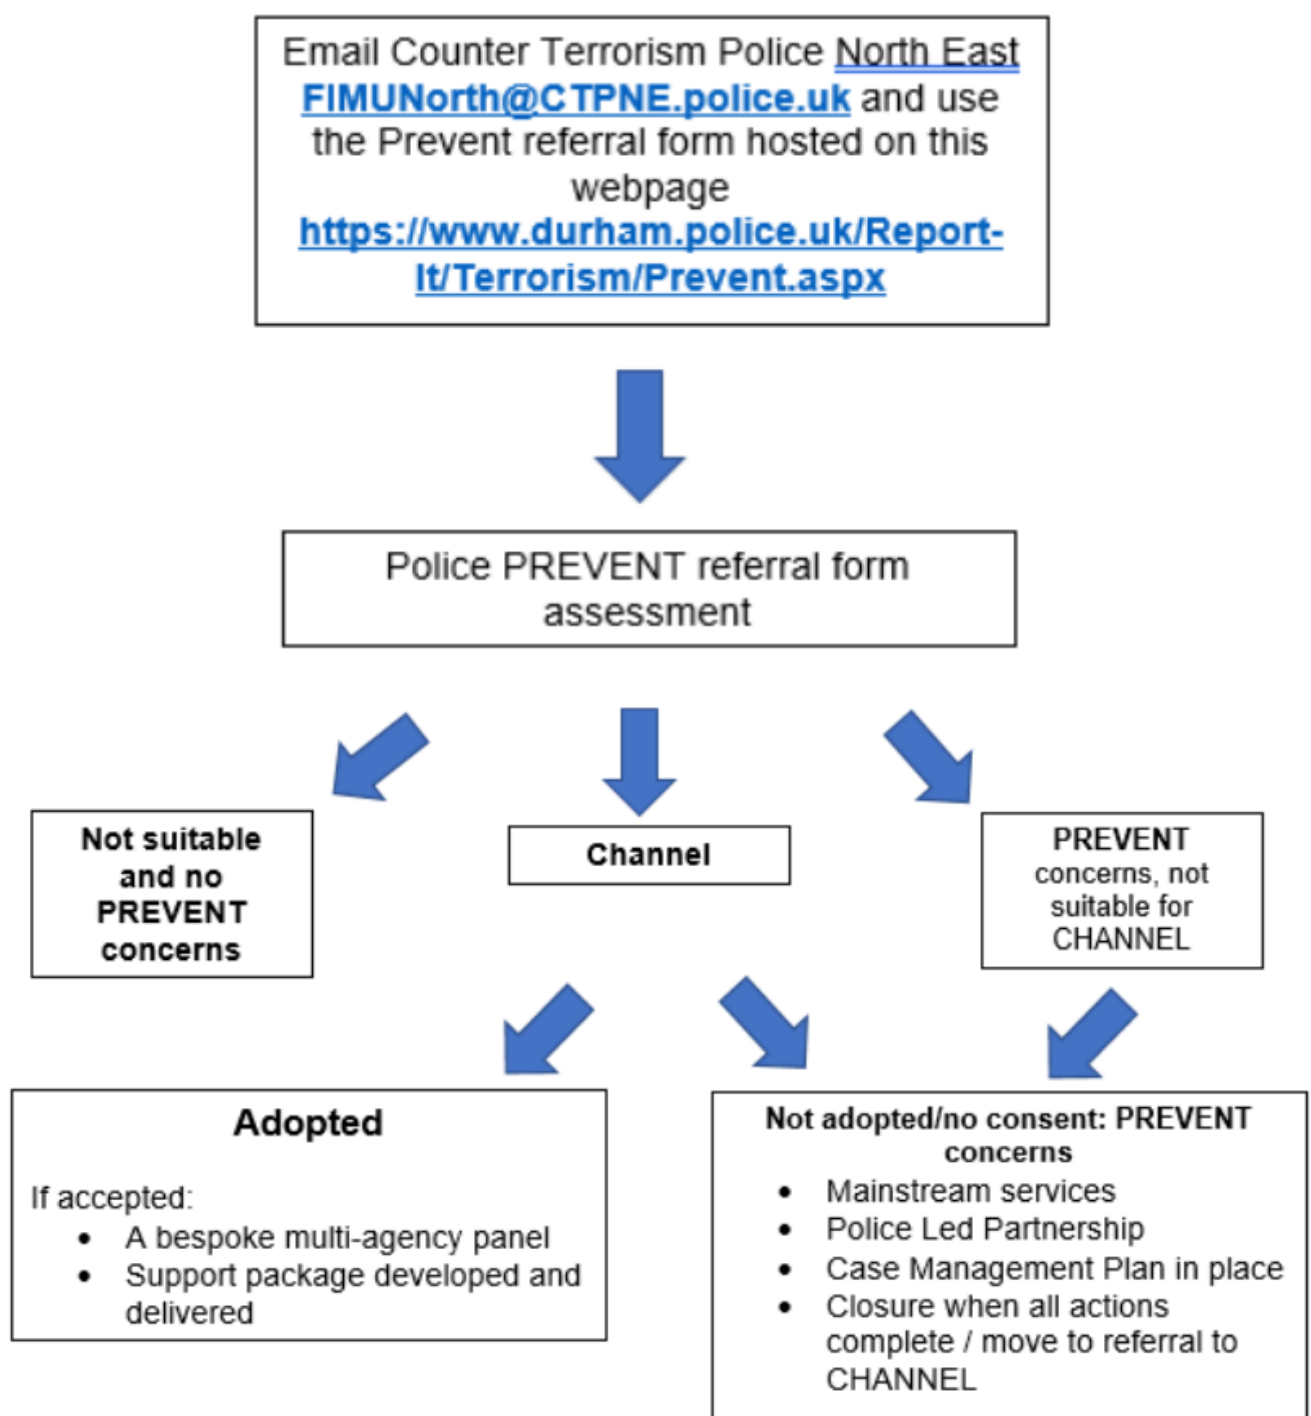 Email Counter Terrorism Police North East
FIMUNorth@CTPNE.police.uk and use
the Prevent referral form hosted on this
webpage
https://www.durham.police.uk/Report-
It/Terrorism/Prevent.aspx
Police PREVENT referral form
assessment
Not suitable
and no
PREVENT
concerns
Channel
PREVENT
concerns, not
suitable for
CHANNEL
Adopted
If accepted:
• A bespoke multi-agency panel
• Support package developed and
delivered
Not adopted/no consent: PREVENT
concerns
• Mainstream services
• Police Led Partnership
• Case Management Plan in place
• Closure when all actions
complete / move to referral to
CHANNEL